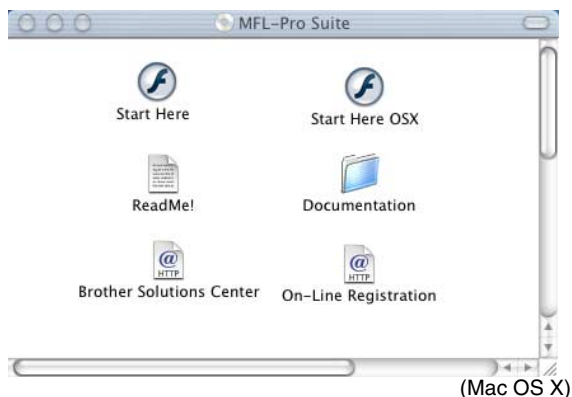 MFL-Pro Suite
Start Here
Start Here OSX
ReadMe!
Documentation
@
HTTP
@
HTTP
Brother Solutions Center
On-Line Registration
(Mac OS X)